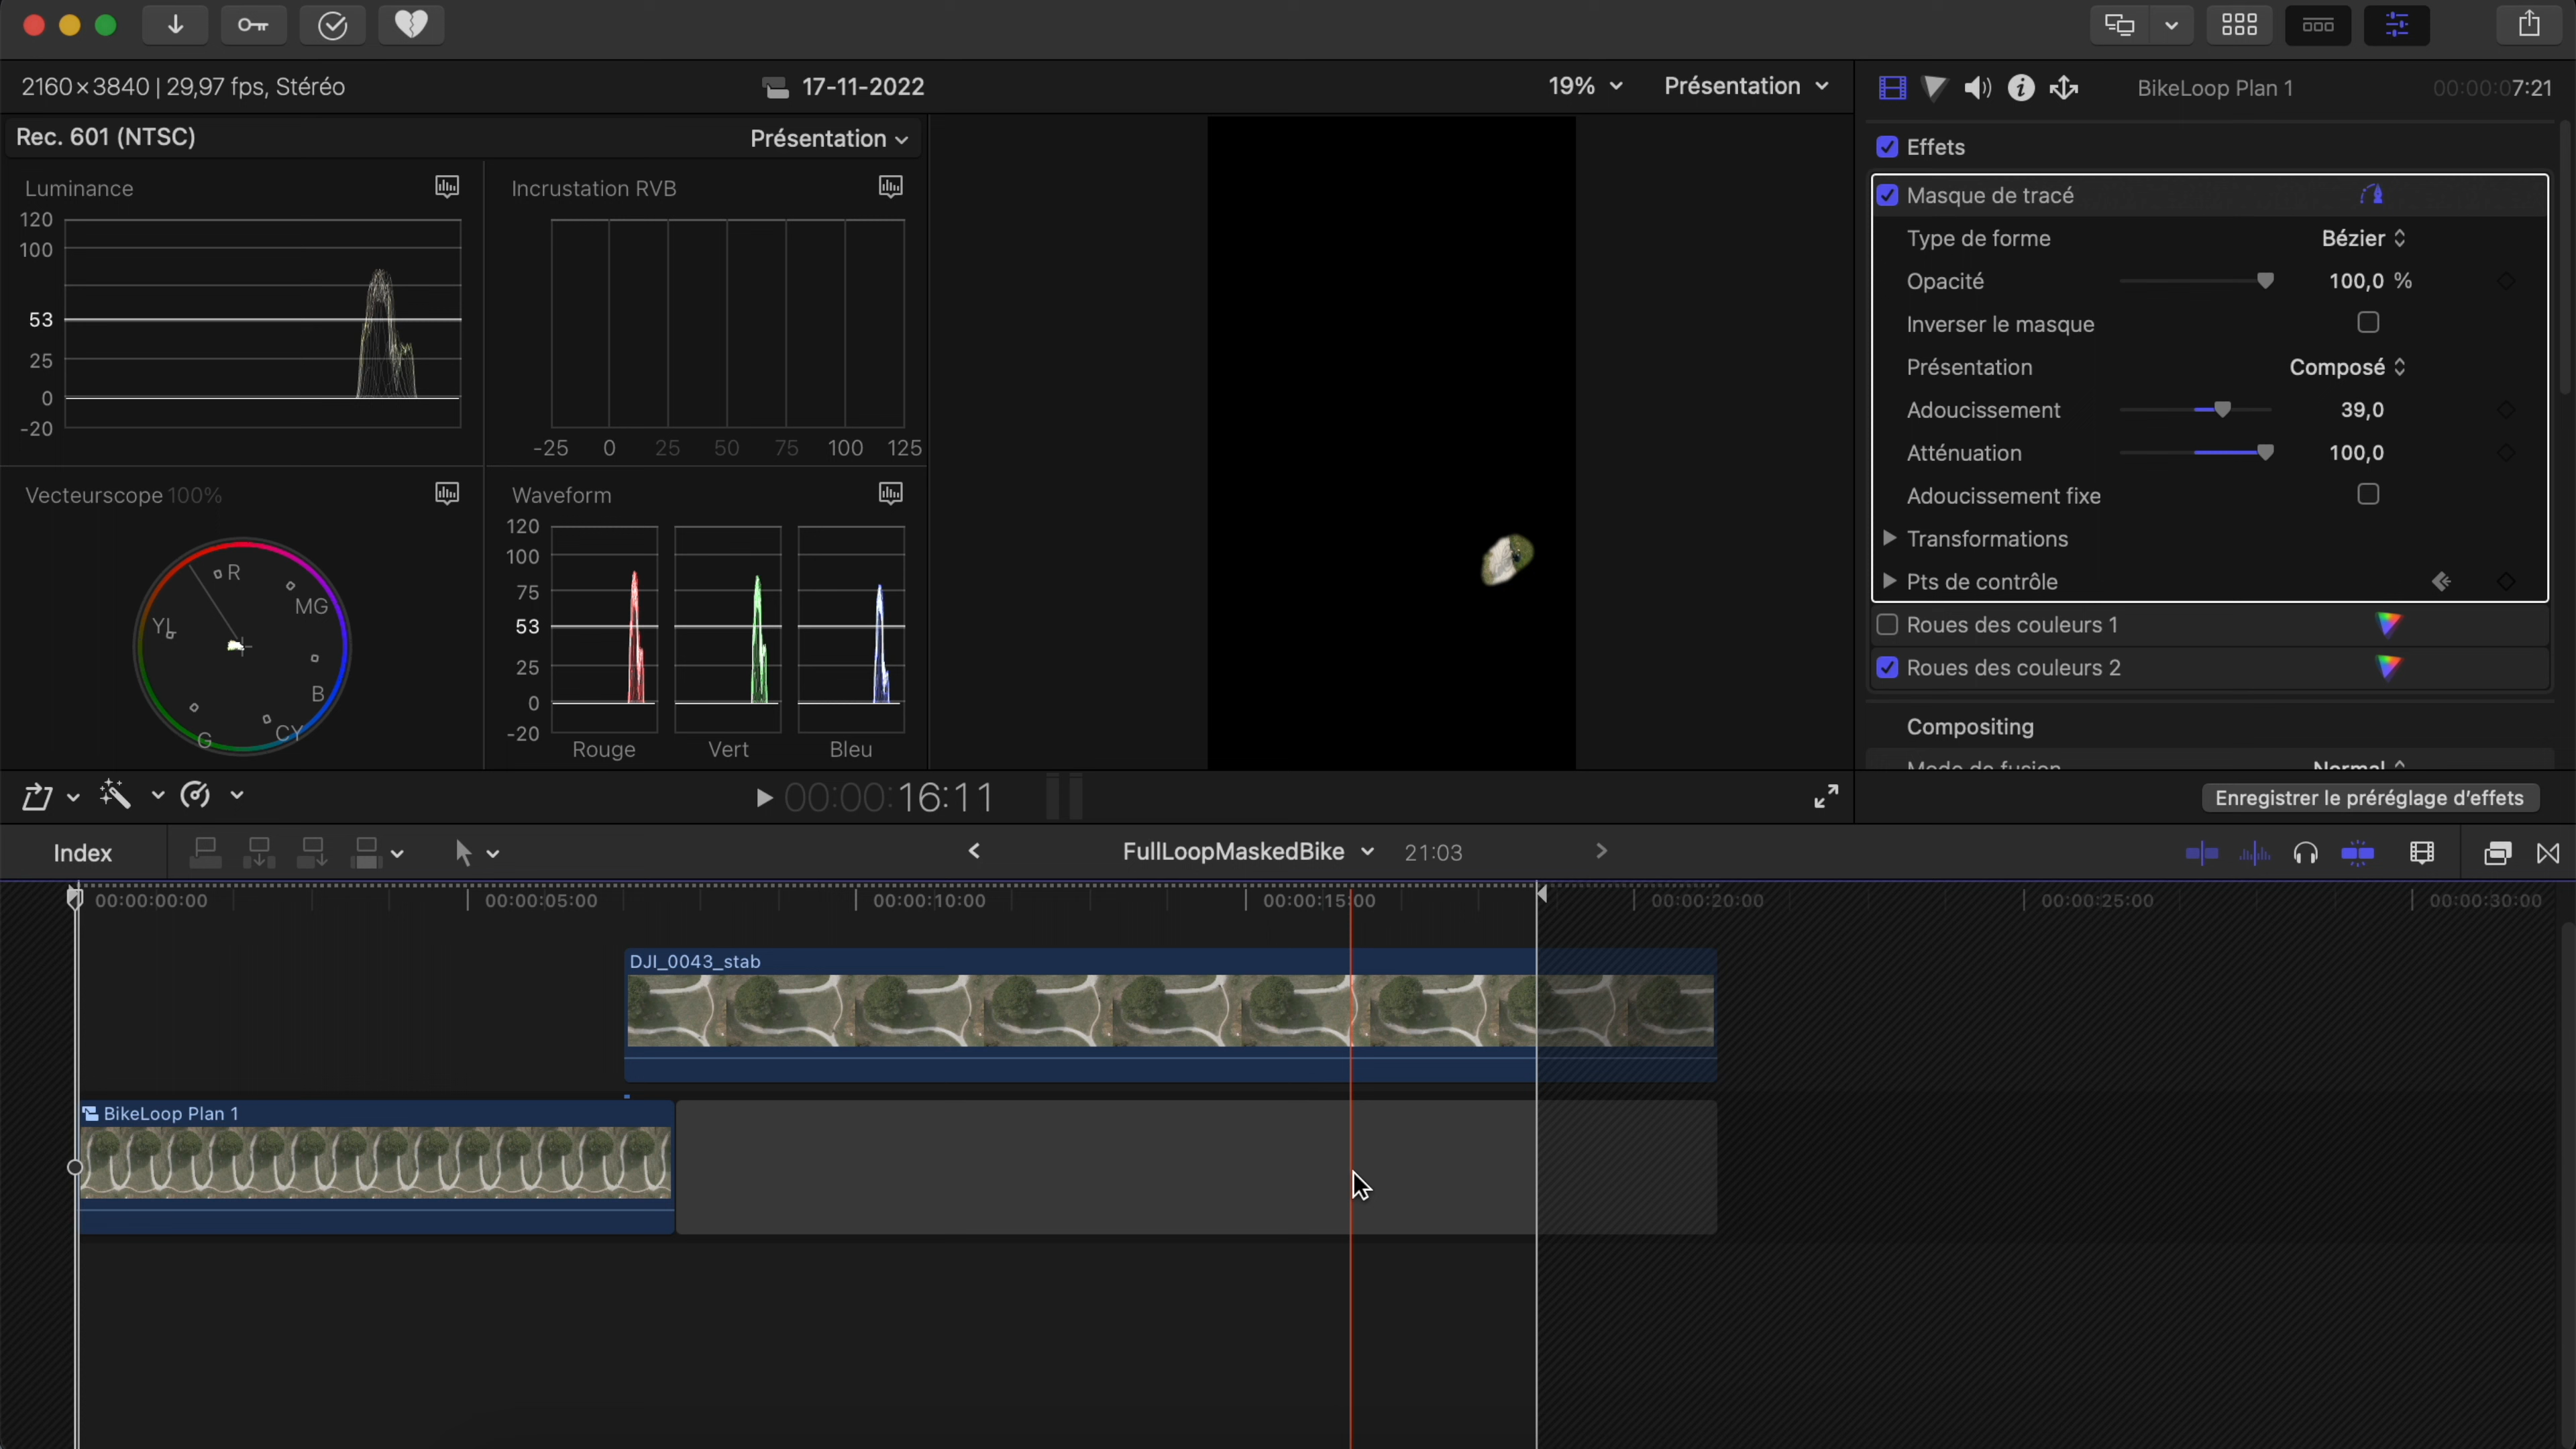 2160×3840 | 29,97 fps, Stéréo
17-11-2022
19%
Présentation
BikeLoop Plan 1
00:00:07:21
Rec. 601 (NTSC)
Présentation
Effets
Luminance
Incrustation RVB
Masque de tracé
Type de forme
Bézier
Opacité
100,0 %
Inverser le masque
Présentation
Composé
Adoucissement
39,0
Atténuation
100,0
Adoucissement fixe
Transformations
Pts de contrôle
Roues des couleurs 1
Roues des couleurs 2
Compositing
Mode de fusion
Normal
Enregistrer le préréglage d'effets
120
100
53
25
0
-20
-25
0
25
50
75
100
125
Vecteurscope 100%
R
MG
B
CY
G
YL
Waveform
120
100
75
53
25
0
-20
Rouge
Vert
Bleu
00:00:16:11
Index
FullLoopMaskedBike
21:03
00:00:00:00
00:00:05:00
00:00:10:00
00:00:15:00
00:00:20:00
00:00:25:00
00:00:30:00
DJI_0043_stab
BikeLoop Plan 1